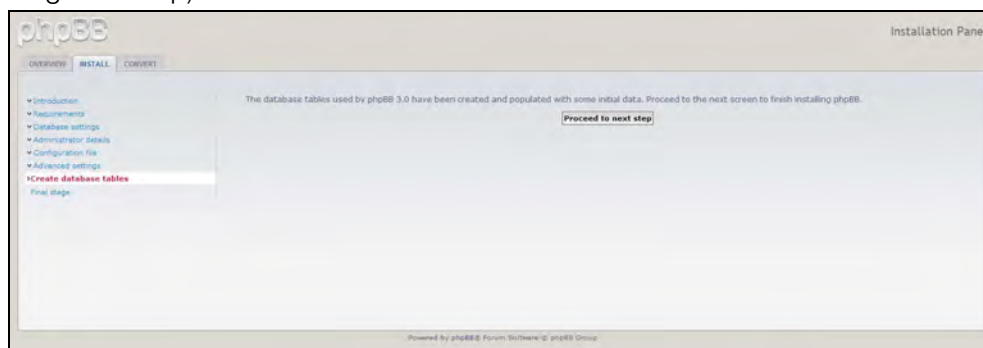 phpBB
Installation Pane
OVERVIEW INSTALL CONVERT
Introduction
Requirements
Database settings
Administrator details
Configuration file
Advanced settings
Create database tables
Final stage
The database tables used by phpBB 3.0 have been created and populated with some initial data. Proceed to the next screen to finish installing phpBB.
Proceed to next step
Powered by phpBB® Forum Software © phpBB Group